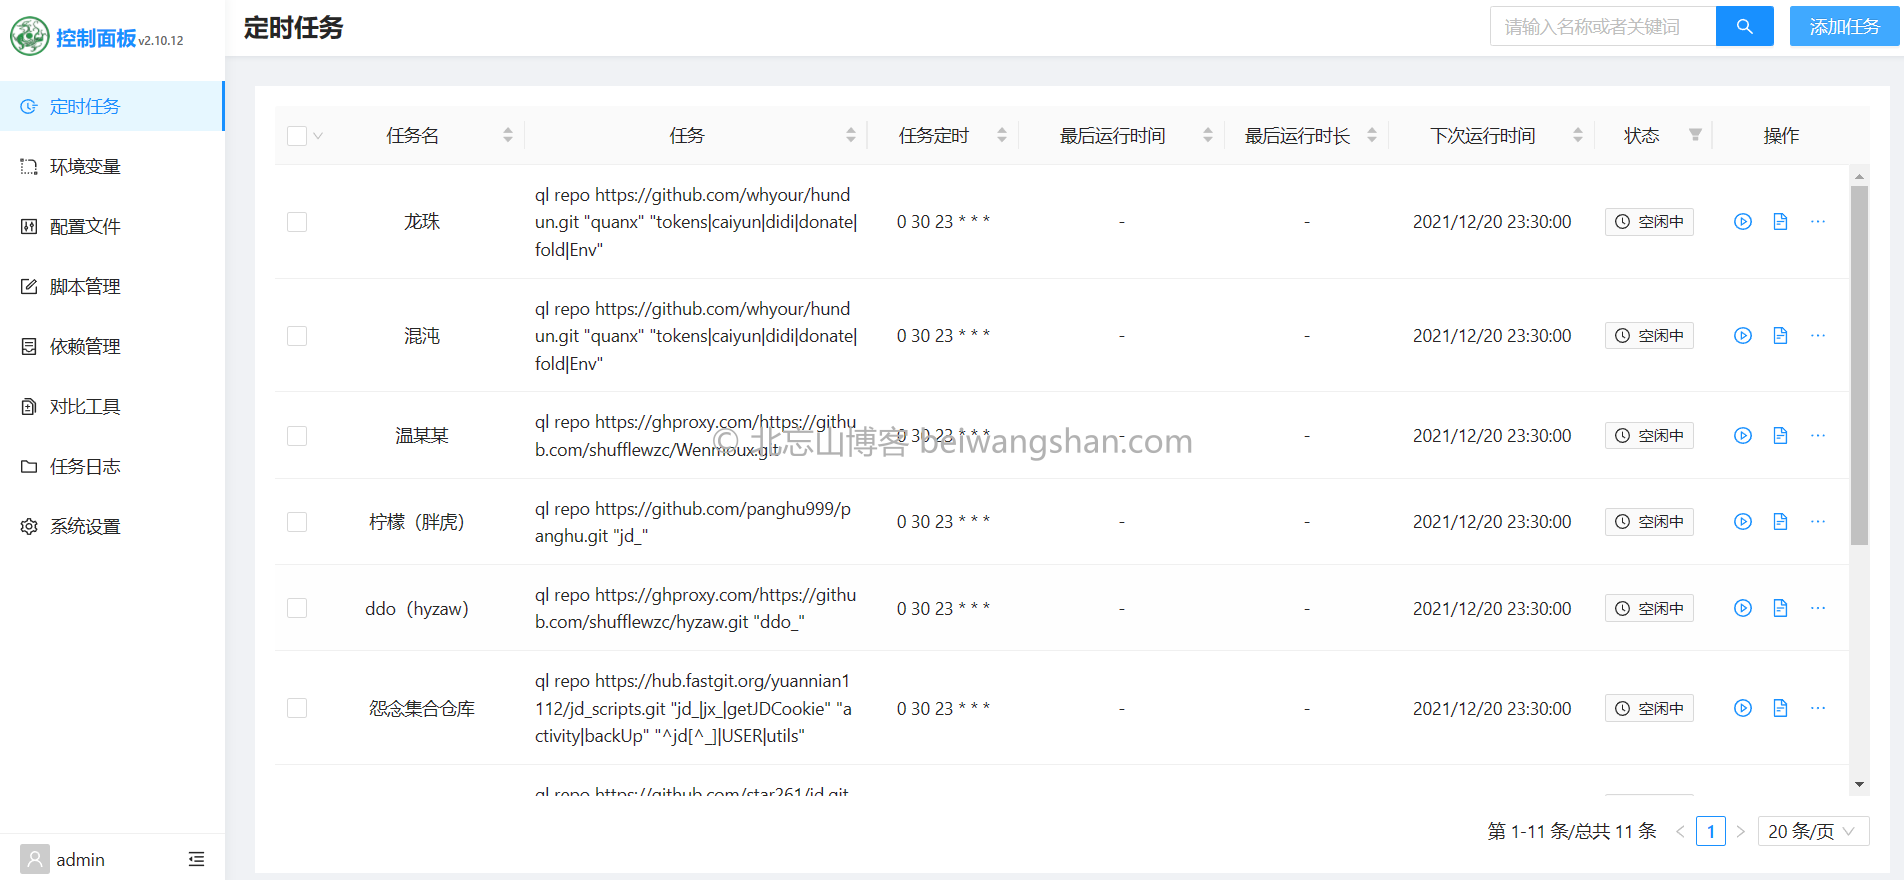 控制面板 v2.10.12
定时任务
请输入名称或者关键词
添加任务
定时任务
环境变量
配置文件
脚本管理
依赖管理
对比工具
任务日志
系统设置
admin
任务名 任务 任务定时 最后运行时间 最后运行时长 下次运行时间 状态 操作
龙珠
ql repo https://github.com/whyour/hund
un.git "quanx" "tokens|caiyun|didi|donate|
fold|Env"
0 30 23 * * * - - 2021/12/20 23:30:00 空闲中
混沌
ql repo https://github.com/whyour/hund
un.git "quanx" "tokens|caiyun|didi|donate|
fold|Env"
0 30 23 * * * - - 2021/12/20 23:30:00 空闲中
温某某
ql repo https://ghproxy.com/https://githu
b.com/shufflewzc/Wenmoux.git
0 30 23 * * * - - 2021/12/20 23:30:00 空闲中
© 北忘山博客 beiwangshan.com
柠檬（胖虎）
ql repo https://github.com/panghu999/p
anghu.git "jd_"
0 30 23 * * * - - 2021/12/20 23:30:00 空闲中
ddo（hyzaw）
ql repo https://ghproxy.com/https://githu
b.com/shufflewzc/hyzaw.git "ddo_"
0 30 23 * * * - - 2021/12/20 23:30:00 空闲中
怨念集合仓库
ql repo https://hub.fastgit.org/yuannian1
112/jd_scripts.git "jd_|jx_|getJDCookie" "a
ctivity|backUp" "^jd[^_]|USER|utils"
0 30 23 * * * - - 2021/12/20 23:30:00 空闲中
ql repo https://github.com/star261/jd.git
第 1-11 条/总共 11 条 < 1 > 20 条/页